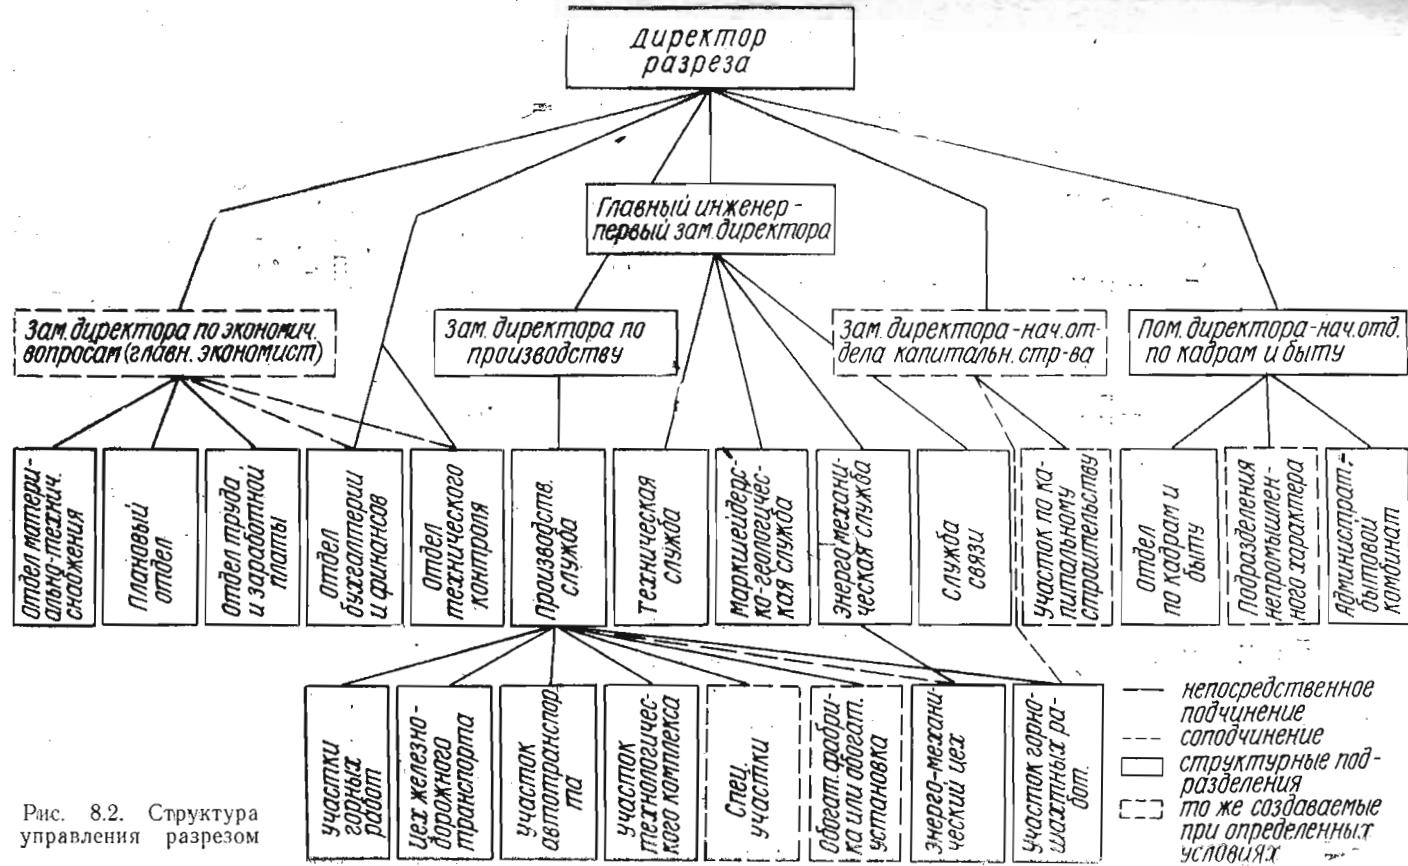 Директор
разреза
Главный инженер -
первый зам. директора
Зам. директора по экономич.
вопросам (главн. экономист)
Зам. директора по
производству
Зам. директора - нач. от-
дела капитальн. стр-ва
Пом. директора - нач. отд.
по кадрам и быту
Отдел матери-
ально-технич.
снабжения
Плановый
отдел
Отдел труда
и заработной
платы
Отдел
бухгалтерии
и финансов
Отдел
технического
контроля
Производств.
служба
Техническая
служба
Маркшейдерс-
ко-геологичес-
кая служба
Энергомехани-
ческая служба
Служба
связи
Участок по ка-
питальному
строительству
Отдел
по кадрам и
быту
Подразделения
непромышлен-
ного характера
Администрат.-
бытовой
комбинат
Участки
горных
работ
Цех железно-
дорожного
транспорта
Участок
автотранспор
та
Участок
технологичес-
кого комплекса
Спец.
участки
Обогат. фабри-
ка или обогат.
установка
Энерго-механи-
ческий цех
Участок горно-
шахтных ра-
бот.
непосредственное
подчинение
соподчинение
структурные под-
разделения
то же создаваемые
при определенных
условиях
Рис. 8.2. Структура
управления разрезом